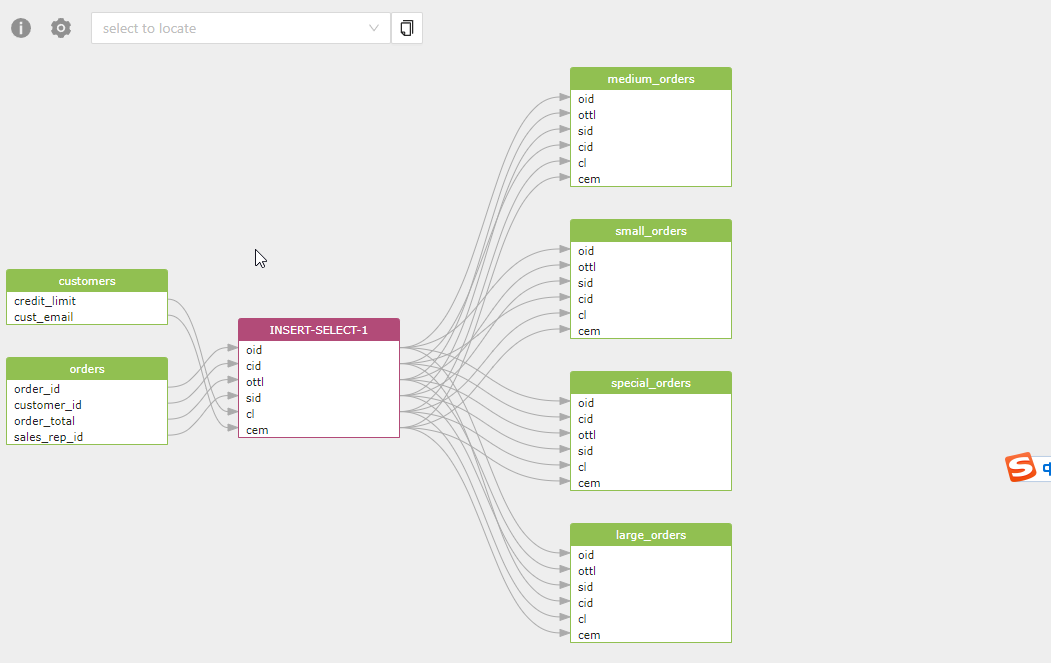 select to locate
customers
credit_limit
cust_email
orders
order_id
customer_id
order_total
sales_rep_id
INSERT-SELECT-1
oid
cid
ottl
sid
cl
cem
medium_orders
oid
ottl
sid
cid
cl
cem
small_orders
oid
ottl
sid
cid
cl
cem
special_orders
oid
cid
ottl
sid
cl
cem
large_orders
oid
ottl
sid
cid
cl
cem